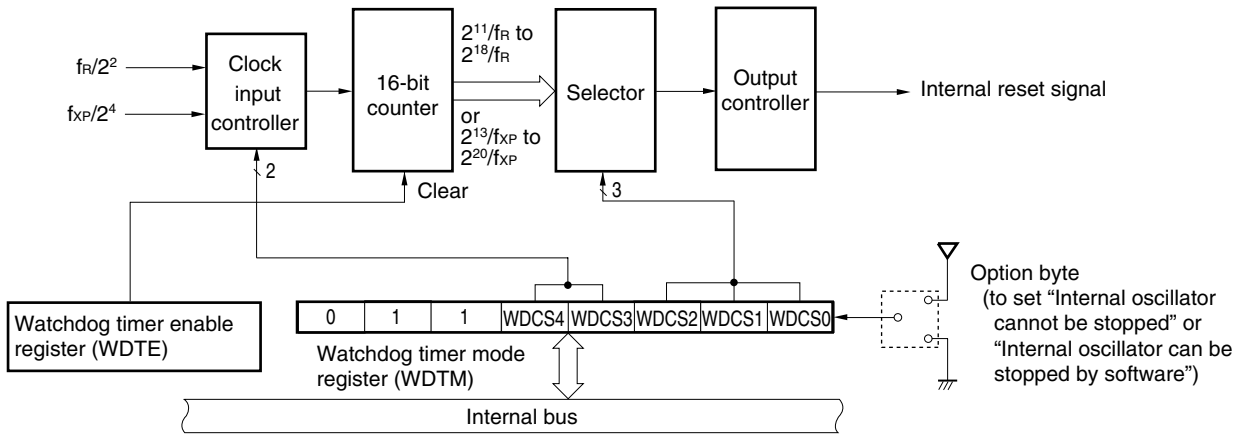 fR/2²
fXP/2⁴
Clock
input
controller
2
16-bit
counter
Clear
2¹¹/fR to
2¹⁸/fR
or
2¹³/fXP to
2²⁰/fXP
Selector
3
Output
controller
Internal reset signal
Watchdog timer enable
register (WDTE)
0 1 1 WDCS4 WDCS3 WDCS2 WDCS1 WDCS0
Watchdog timer mode
register (WDTM)
Option byte
(to set “Internal oscillator
cannot be stopped” or
“Internal oscillator can be
stopped by software”)
Internal bus